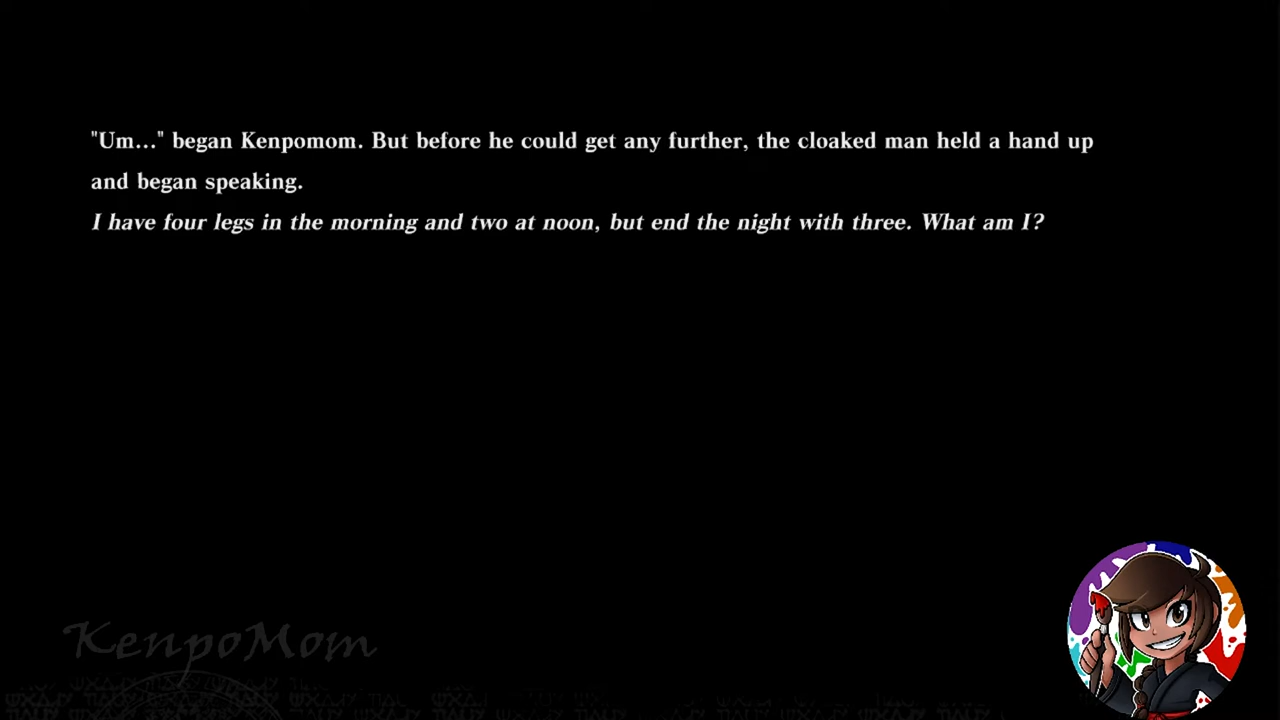 "Um..." began Kenpomom. But before he could get any further, the cloaked man held a hand up
and began speaking.
I have four legs in the morning and two at noon, but end the night with three. What am I?
KenpoMom